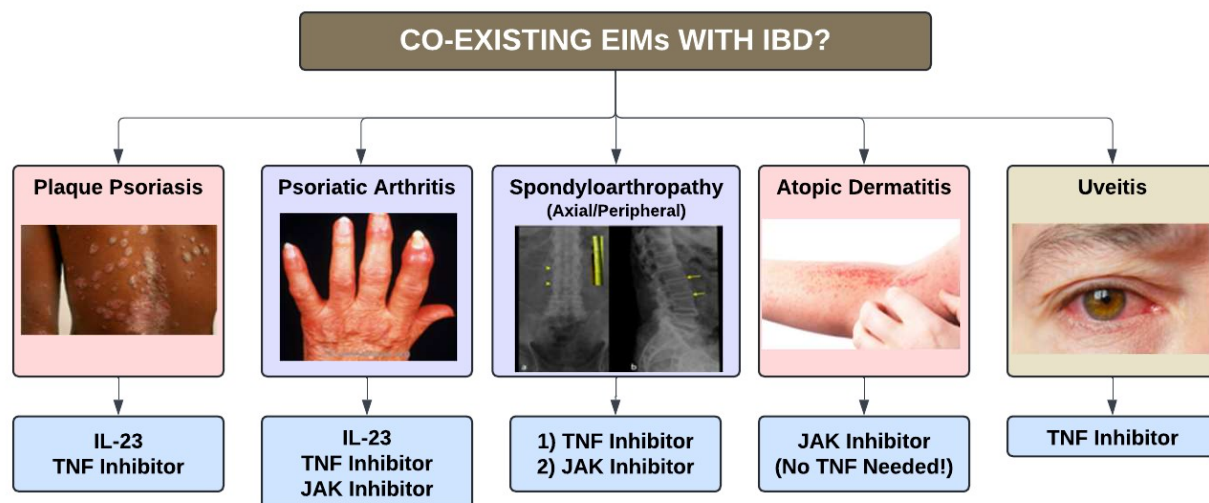 CO-EXISTING EIMs WITH IBD?
Plaque Psoriasis
IL-23
TNF Inhibitor
Psoriatic Arthritis
IL-23
TNF Inhibitor
JAK Inhibitor
Spondyloarthropathy
(Axial/Peripheral)
a
b
1) TNF Inhibitor
2) JAK Inhibitor
Atopic Dermatitis
JAK Inhibitor
(No TNF Needed!)
Uveitis
TNF Inhibitor